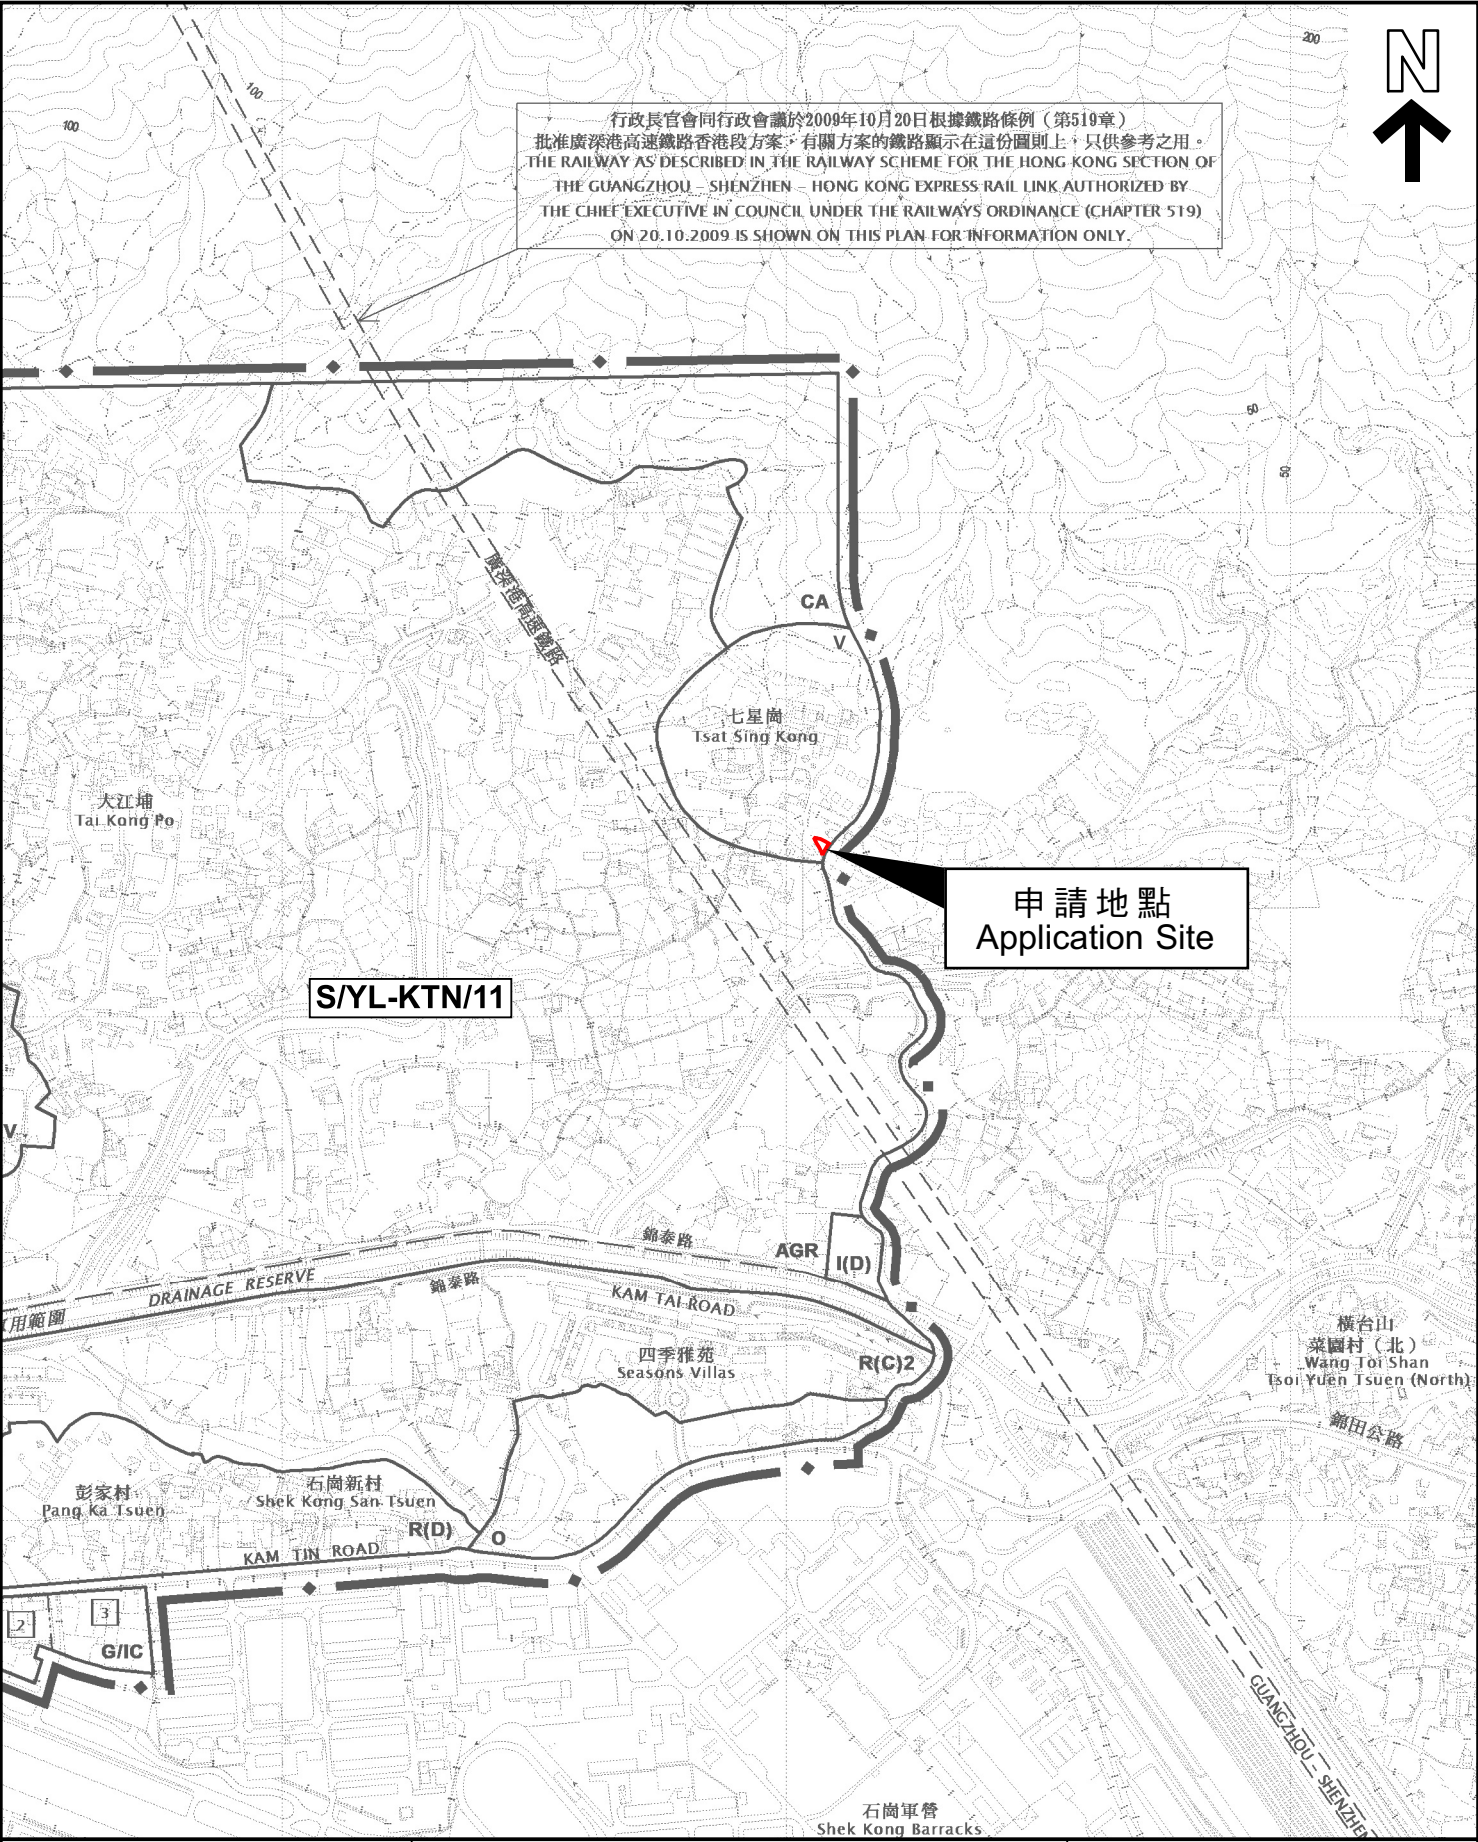 200
100
100
行政長官會同行政會議於2009年10月20日根據鐵路條例（第519章）
批准廣深港高速鐵路香港段方案，有關方案的鐵路顯示在這份圖則上，只供參考之用。
THE RAILWAY AS DESCRIBED IN THE RAILWAY SCHEME FOR THE HONG KONG SECTION OF
THE GUANGZHOU – SHENZHEN – HONG KONG EXPRESS RAIL LINK AUTHORIZED BY
THE CHIEF EXECUTIVE IN COUNCIL UNDER THE RAILWAYS ORDINANCE (CHAPTER 519)
ON 20.10.2009 IS SHOWN ON THIS PLAN FOR INFORMATION ONLY.
N
50
50
廣深港高速鐵路
CA
V
七星崗
Tsat Sing Kong
大江埔
Tai Kong Po
申請地點
Application Site
S/YL-KTN/11
V
錦泰路
AGR
I(D)
DRAINAGE RESERVE
錦泰路
KAM TAI ROAD
用範圍
橫台山
菜園村（北）
Wang Toi Shan
Tsoi Yuen Tsuen (North)
四季雅苑
Seasons Villas
R(C)2
錦田公路
彭家村
Pang Ka Tsuen
石崗新村
Shek Kong San Tsuen
R(D)
O
KAM TIN ROAD
2
3
G/IC
GUANGZHOU – SHENZHEN
石崗軍營
Shek Kong Barracks